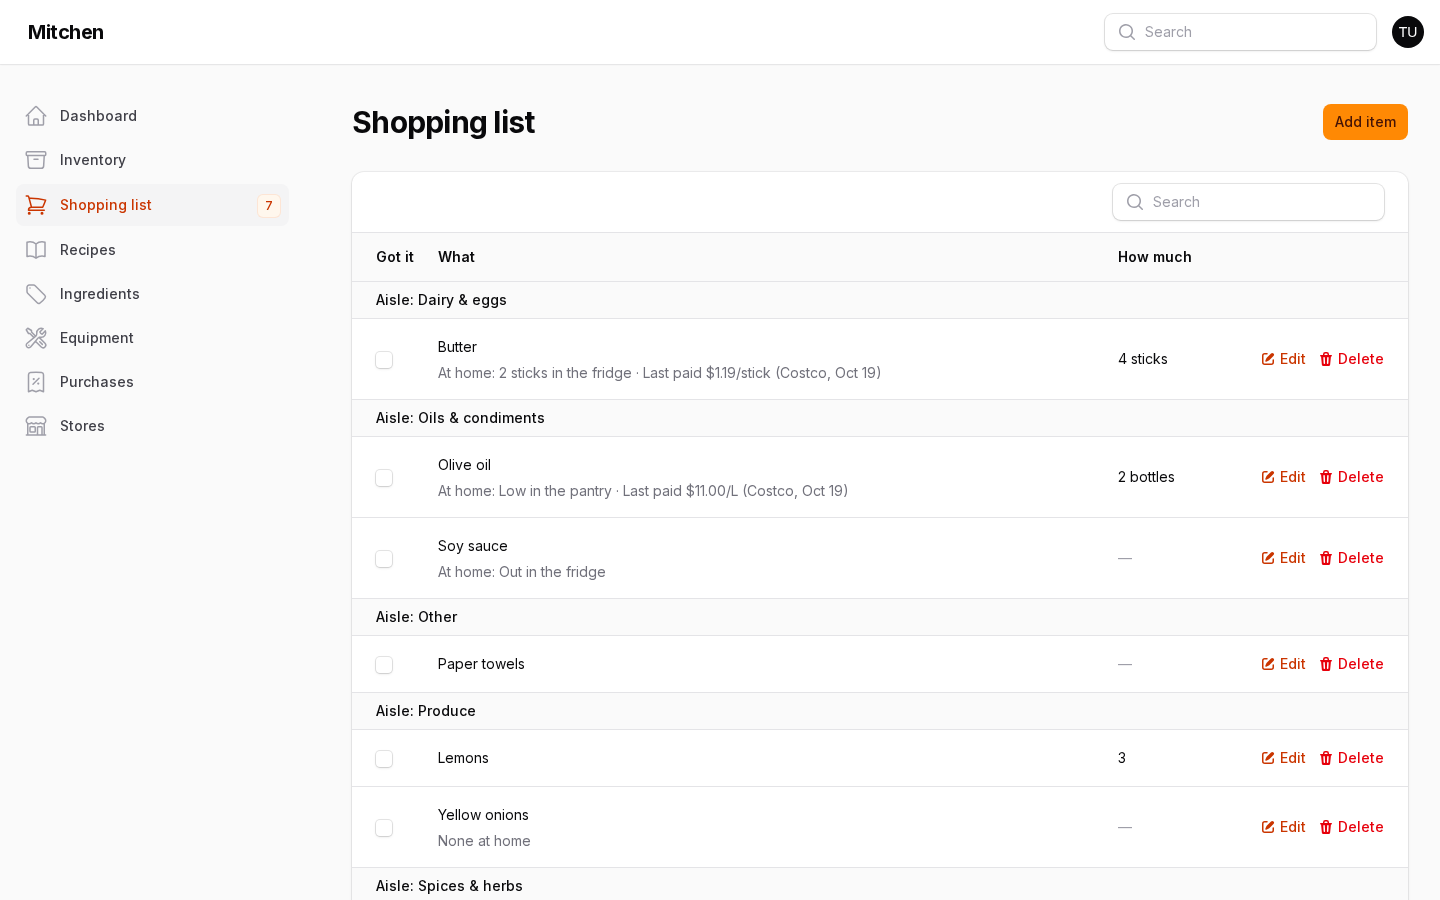 Mitchen
Search
TU
Dashboard
Inventory
Shopping list
7
Recipes
Ingredients
Equipment
Purchases
Stores
Shopping list
Add item
Search
Got it What How much
Aisle: Dairy & eggs
Butter
At home: 2 sticks in the fridge · Last paid $1.19/stick (Costco, Oct 19)
4 sticks
Edit Delete
Aisle: Oils & condiments
Olive oil
At home: Low in the pantry · Last paid $11.00/L (Costco, Oct 19)
2 bottles
Edit Delete
Soy sauce
At home: Out in the fridge
—
Edit Delete
Aisle: Other
Paper towels
—
Edit Delete
Aisle: Produce
Lemons
3
Edit Delete
Yellow onions
None at home
—
Edit Delete
Aisle: Spices & herbs